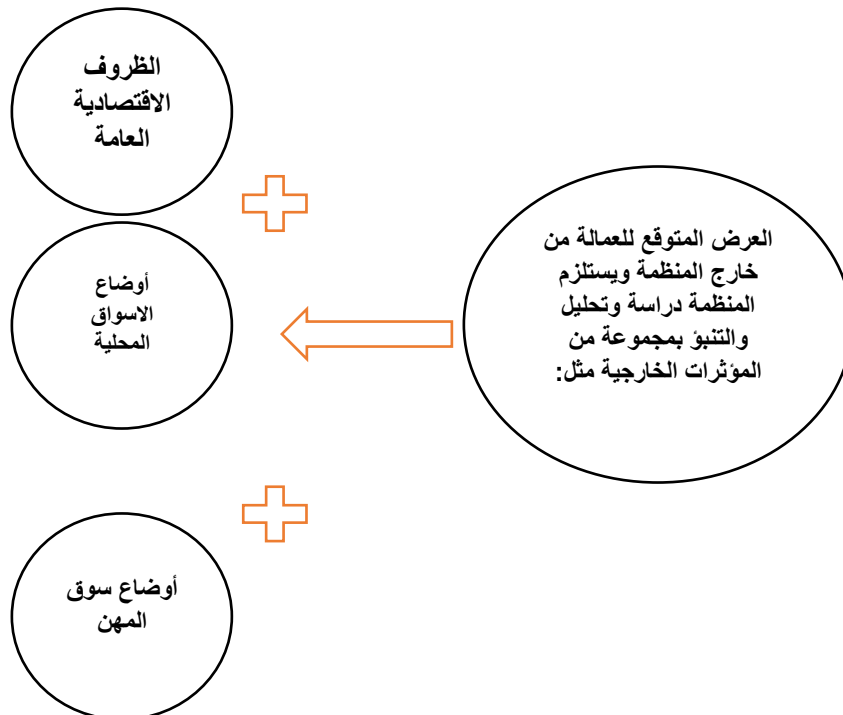 العرض المتوقع للعمالة من
خارج المنظمة ويستلزم
المنظمة دراسة وتحليل
والتنبؤ بمجموعة من
المؤثرات الخارجية مثل:
الظروف
الاقتصادية
العامة
أوضاع
الاسواق
المحلية
أوضاع سوق
المهن